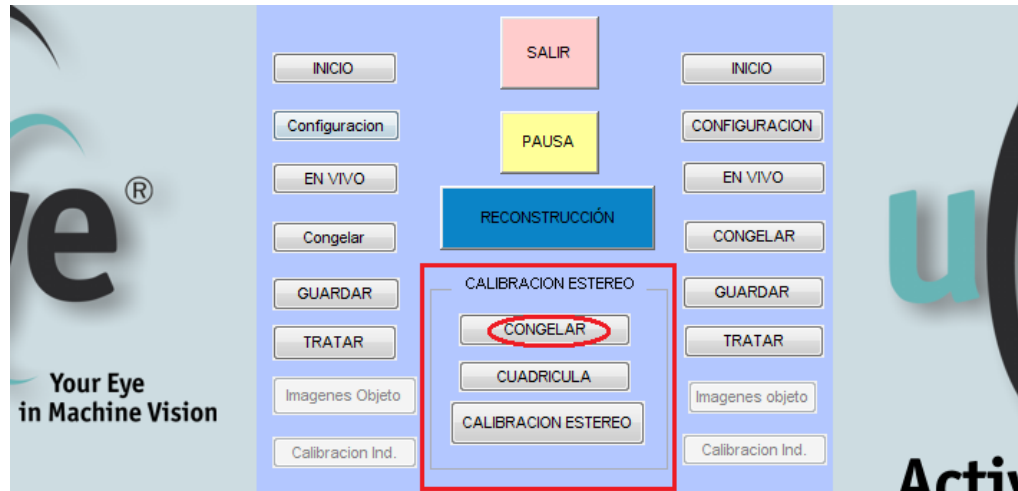 ye®
Your Eye
in Machine Vision
INICIO
Configuracion
EN VIVO
Congelar
GUARDAR
TRATAR
Imagenes Objeto
Calibracion Ind.
SALIR
PAUSA
RECONSTRUCCIÓN
CALIBRACION ESTEREO
CONGELAR
CUADRICULA
CALIBRACION ESTEREO
INICIO
CONFIGURACION
EN VIVO
CONGELAR
GUARDAR
TRATAR
Imagenes objeto
Calibracion Ind.
u